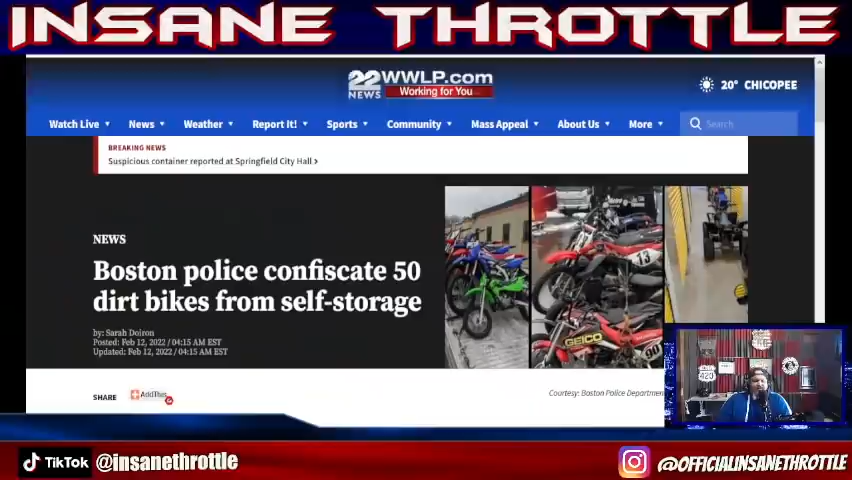 INSANE THROTTLE
22 NEWS WWLP.com
Working for You
20° CHICOPEE
Watch Live News Weather Report It! Sports Community Mass Appeal About Us More Search
BREAKING NEWS
Suspicious container reported at Springfield City Hall
NEWS
Boston police confiscate 50
dirt bikes from self-storage
by: Sarah Doiron
Posted: Feb 12, 2022 / 04:15 AM EST
Updated: Feb 12, 2022 / 04:15 AM EST
13
GEICO
SHARE AddThis
Courtesy: Boston Police Departmen
420
TikTok @insanethrottle
@OFFICIALINSANETHROTTLE